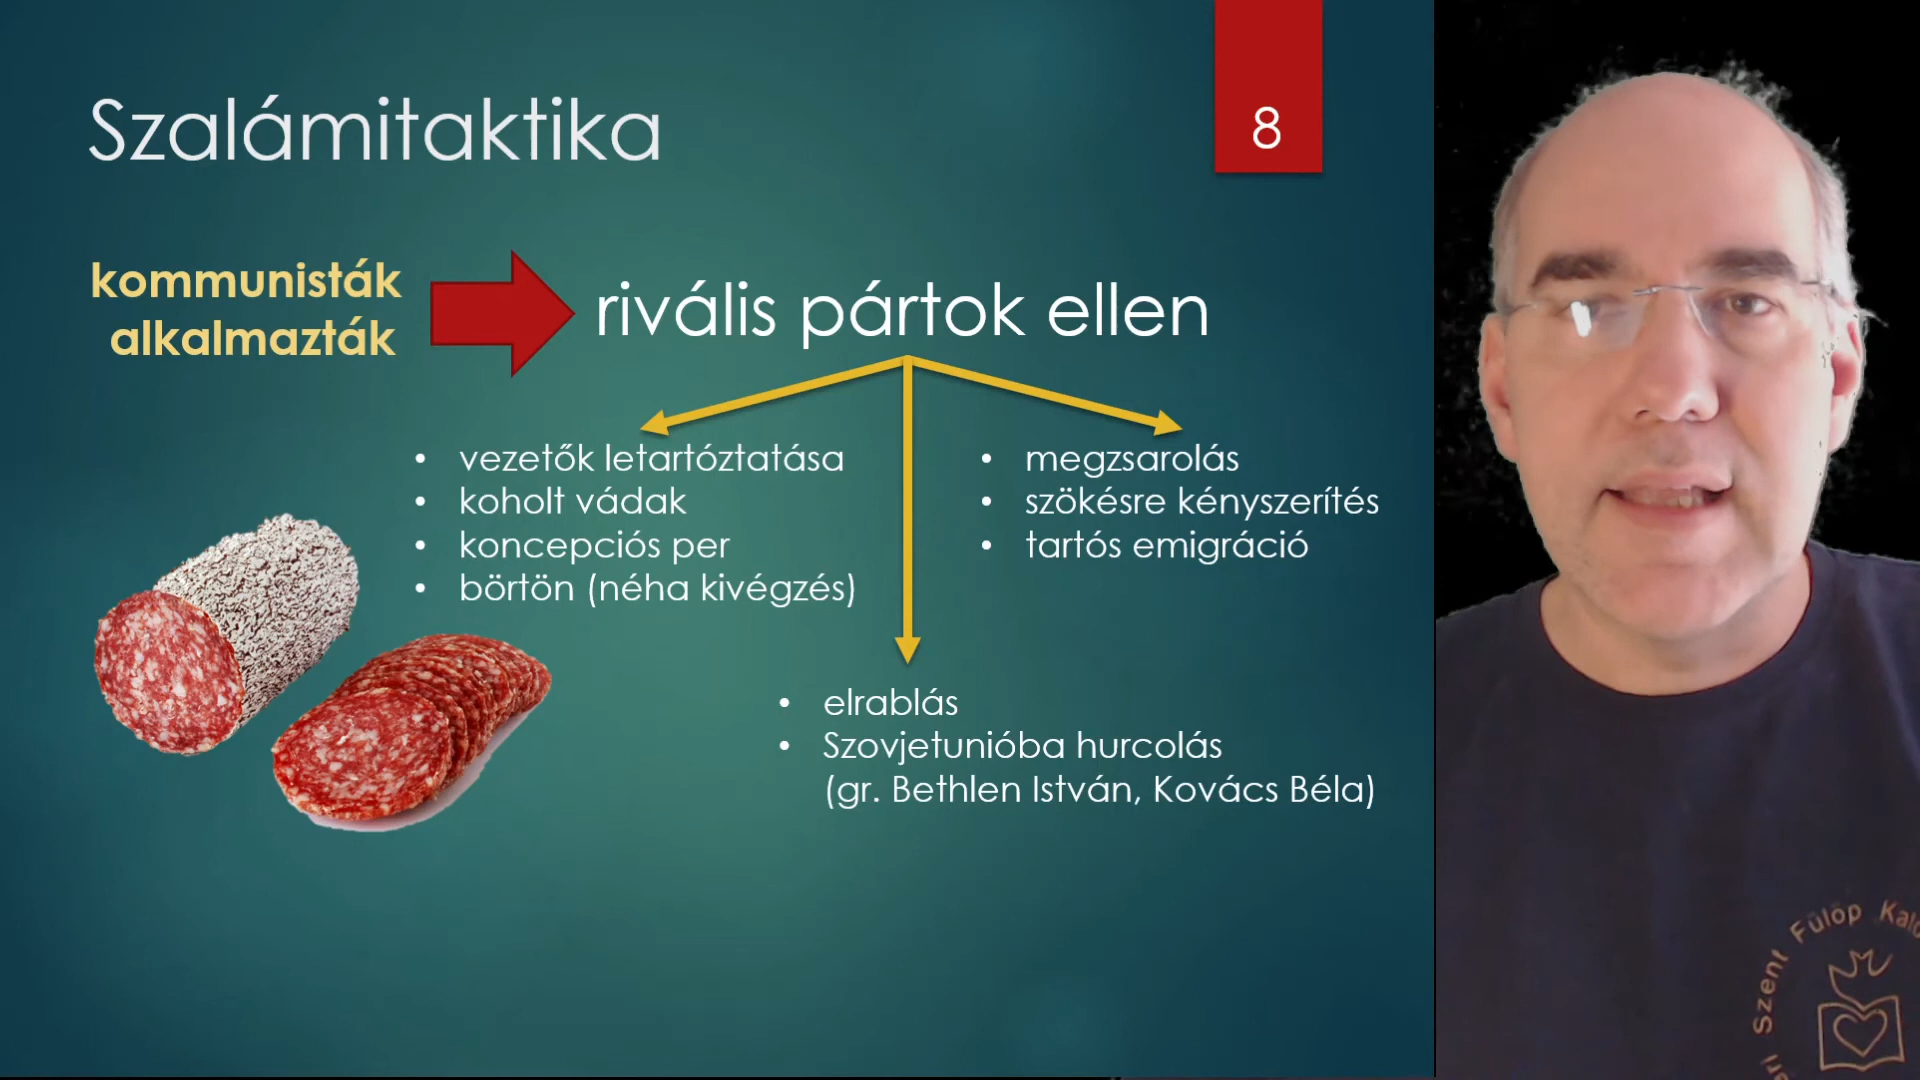 Szalámitaktika
8
kommunisták
alkalmazták
rivális pártok ellen
• vezetők letartóztatása
• koholt vádak
• koncepciós per
• börtön (néha kivégzés)
• megzsarolás
• szökésre kényszerítés
• tartós emigráció
• elrablás
• Szovjetunióba hurcolás
(gr. Bethlen István, Kovács Béla)
Szent Fülöp